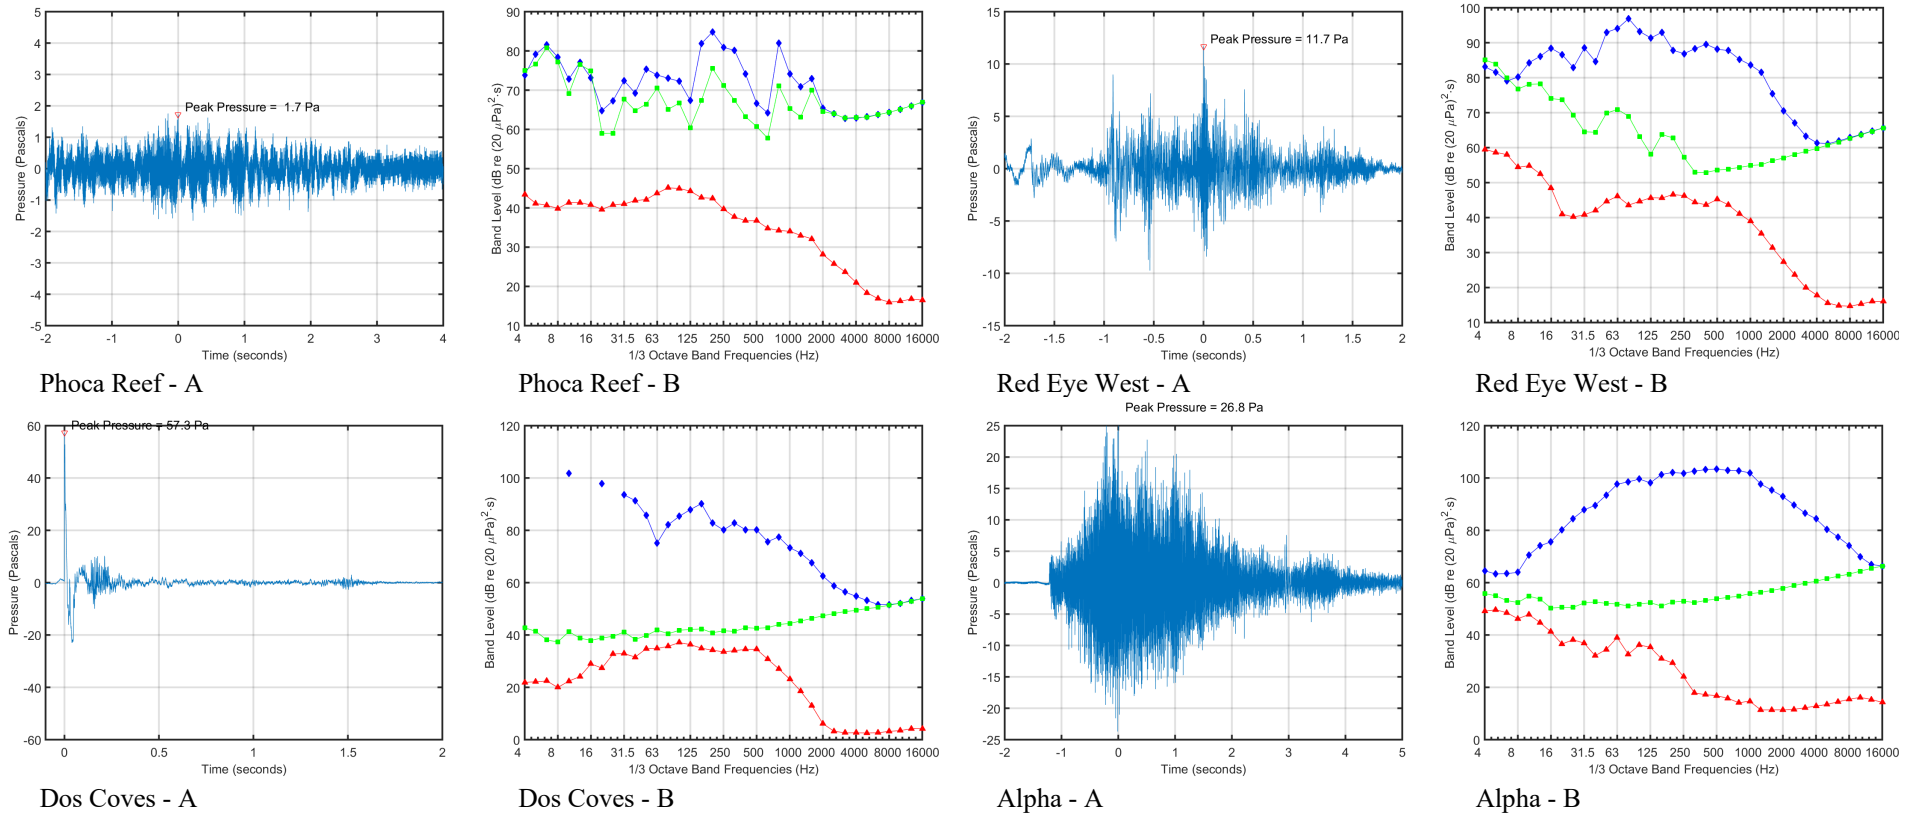 Peak Pressure = 1.7 Pa
Pressure (Pascals)
5
4
3
2
1
0
-1
-2
-3
-4
-5
-2 -1 0 1 2 3 4
Time (seconds)
Phoca Reef - A
Band Level (dB re (20 μPa)²·s)
90
80
70
60
50
40
30
20
10
4 8 16 31.5 63 125 250 500 1000 2000 4000 16000
1/3 Octave Band Frequencies (Hz)
Phoca Reef - B
Peak Pressure = 11.7 Pa
Pressure (Pascals)
15
10
5
0
-5
-10
-15
-2 -1.5 -1 -0.5 0 0.5 1 1.5 2
Time (seconds)
Red Eye West - A
Band Level (dB re (20 μPa)²·s)
100
90
80
70
60
50
40
30
20
10
4 8 16 31.5 63 125 250 500 1000 4000 8000 16000
1/3 Octave Band Frequencies (Hz)
Red Eye West - B
Peak Pressure = 57.3 Pa
Pressure (Pascals)
60
40
20
0
-20
-40
-60
0 0.5 1 1.5 2
Time (seconds)
Dos Coves - A
Band Level (dB re (20 μPa)²·s)
120
100
80
60
40
20
0
4 8 16 31.5 63 125 250 500 1000 2000 4000 16000
1/3 Octave Band Frequencies (Hz)
Dos Coves - B
Peak Pressure = 26.8 Pa
Pressure (Pascals)
25
20
15
10
5
0
-5
-10
-15
-20
-25
-2 -1 0 1 2 3 4 5
Time (seconds)
Alpha - A
Band Level (dB re (20 μPa)²·s)
120
100
80
60
40
20
0
4 8 16 31.5 63 125 250 500 1000 4000 8000 16000
1/3 Octave Band Frequencies (Hz)
Alpha - B